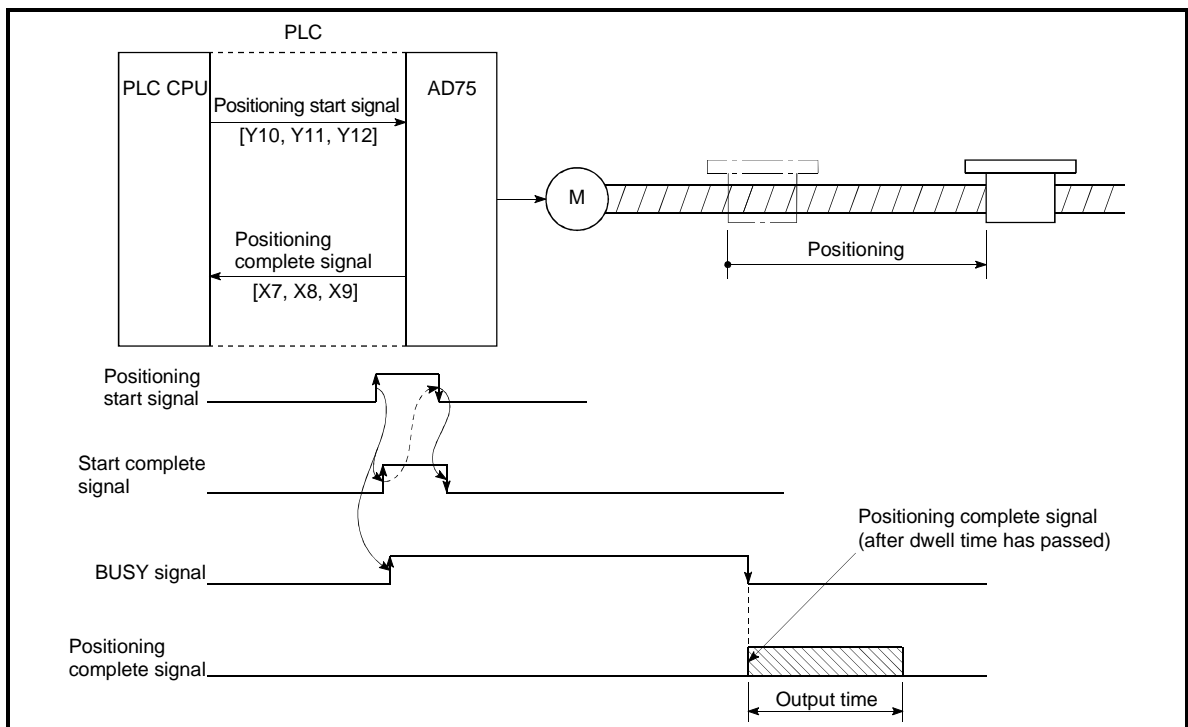 PLC
PLC CPU
AD75
Positioning start signal
[Y10, Y11, Y12]
M
Positioning
complete signal
[X7, X8, X9]
Positioning
Positioning
start signal
Start complete
signal
Positioning complete signal
(after dwell time has passed)
BUSY signal
Positioning
complete signal
Output time